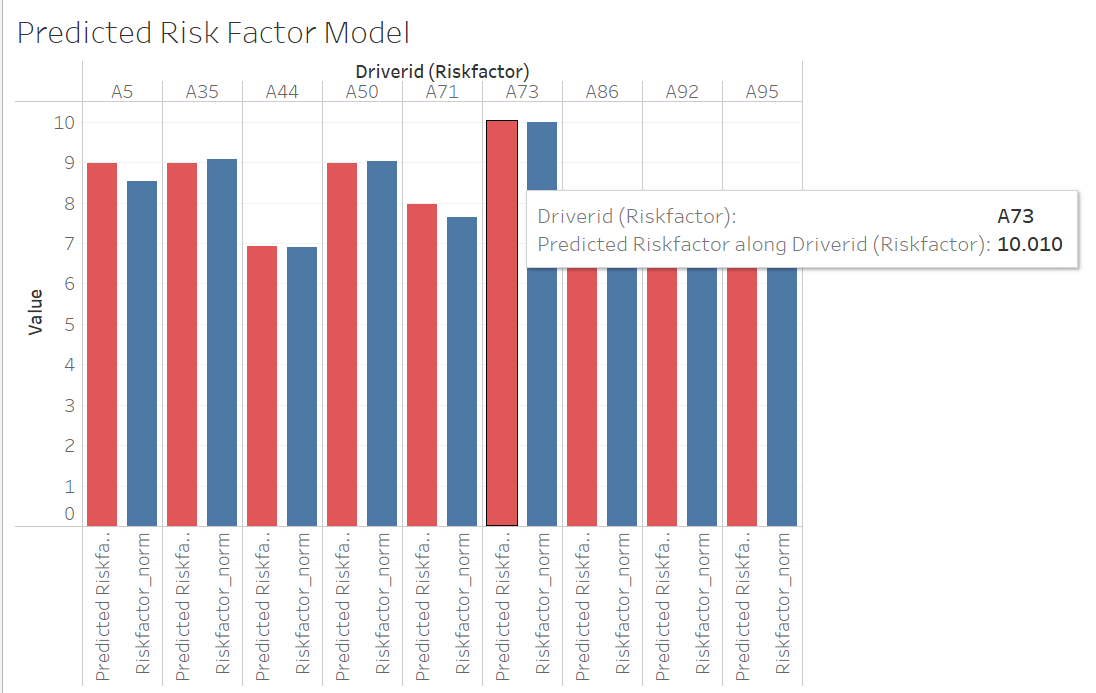 Predicted Risk Factor Model
Driverid (Riskfactor)
A5 A35 A44 A50 A71 A73 A86 A92 A95
10
9
8
7
6
5
4
3
2
1
0
Value
Driverid (Riskfactor): A73
Predicted Riskfactor along Driverid (Riskfactor): 10.010
Predicted Riskfa..
Riskfactor_norm
Predicted Riskfa..
Riskfactor_norm
Predicted Riskfa..
Riskfactor_norm
Predicted Riskfa..
Riskfactor_norm
Predicted Riskfa..
Riskfactor_norm
Predicted Riskfa..
Riskfactor_norm
Predicted Riskfa..
Riskfactor_norm
Predicted Riskfa..
Riskfactor_norm
Predicted Riskfa..
Riskfactor_norm